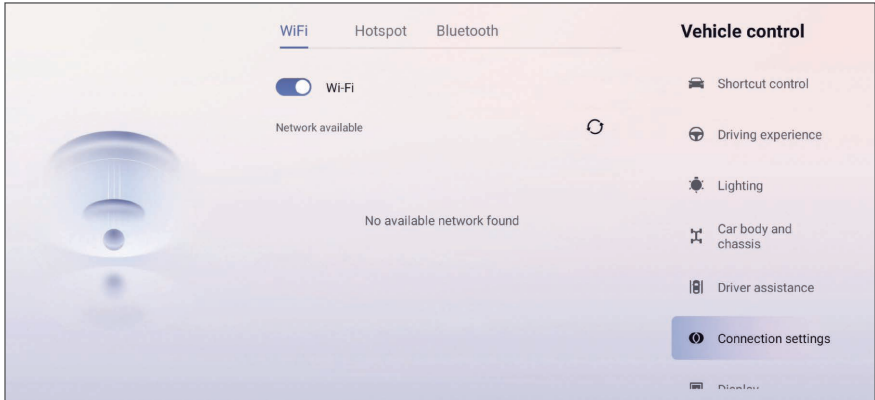 WiFi Hotspot Bluetooth
Wi-Fi
Network available
No available network found
Vehicle control
Shortcut control
Driving experience
Lighting
Car body and
chassis
Driver assistance
Connection settings
Display